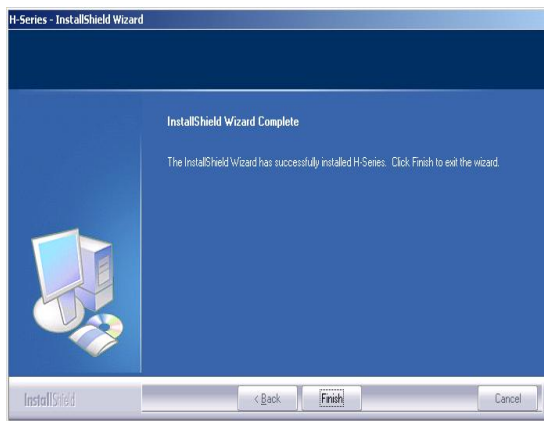 H-Series - InstallShield Wizard
InstallShield Wizard Complete
The InstallShield Wizard has successfully installed H-Series. Click Finish to exit the wizard.
InstallShield
< Back Finish Cancel